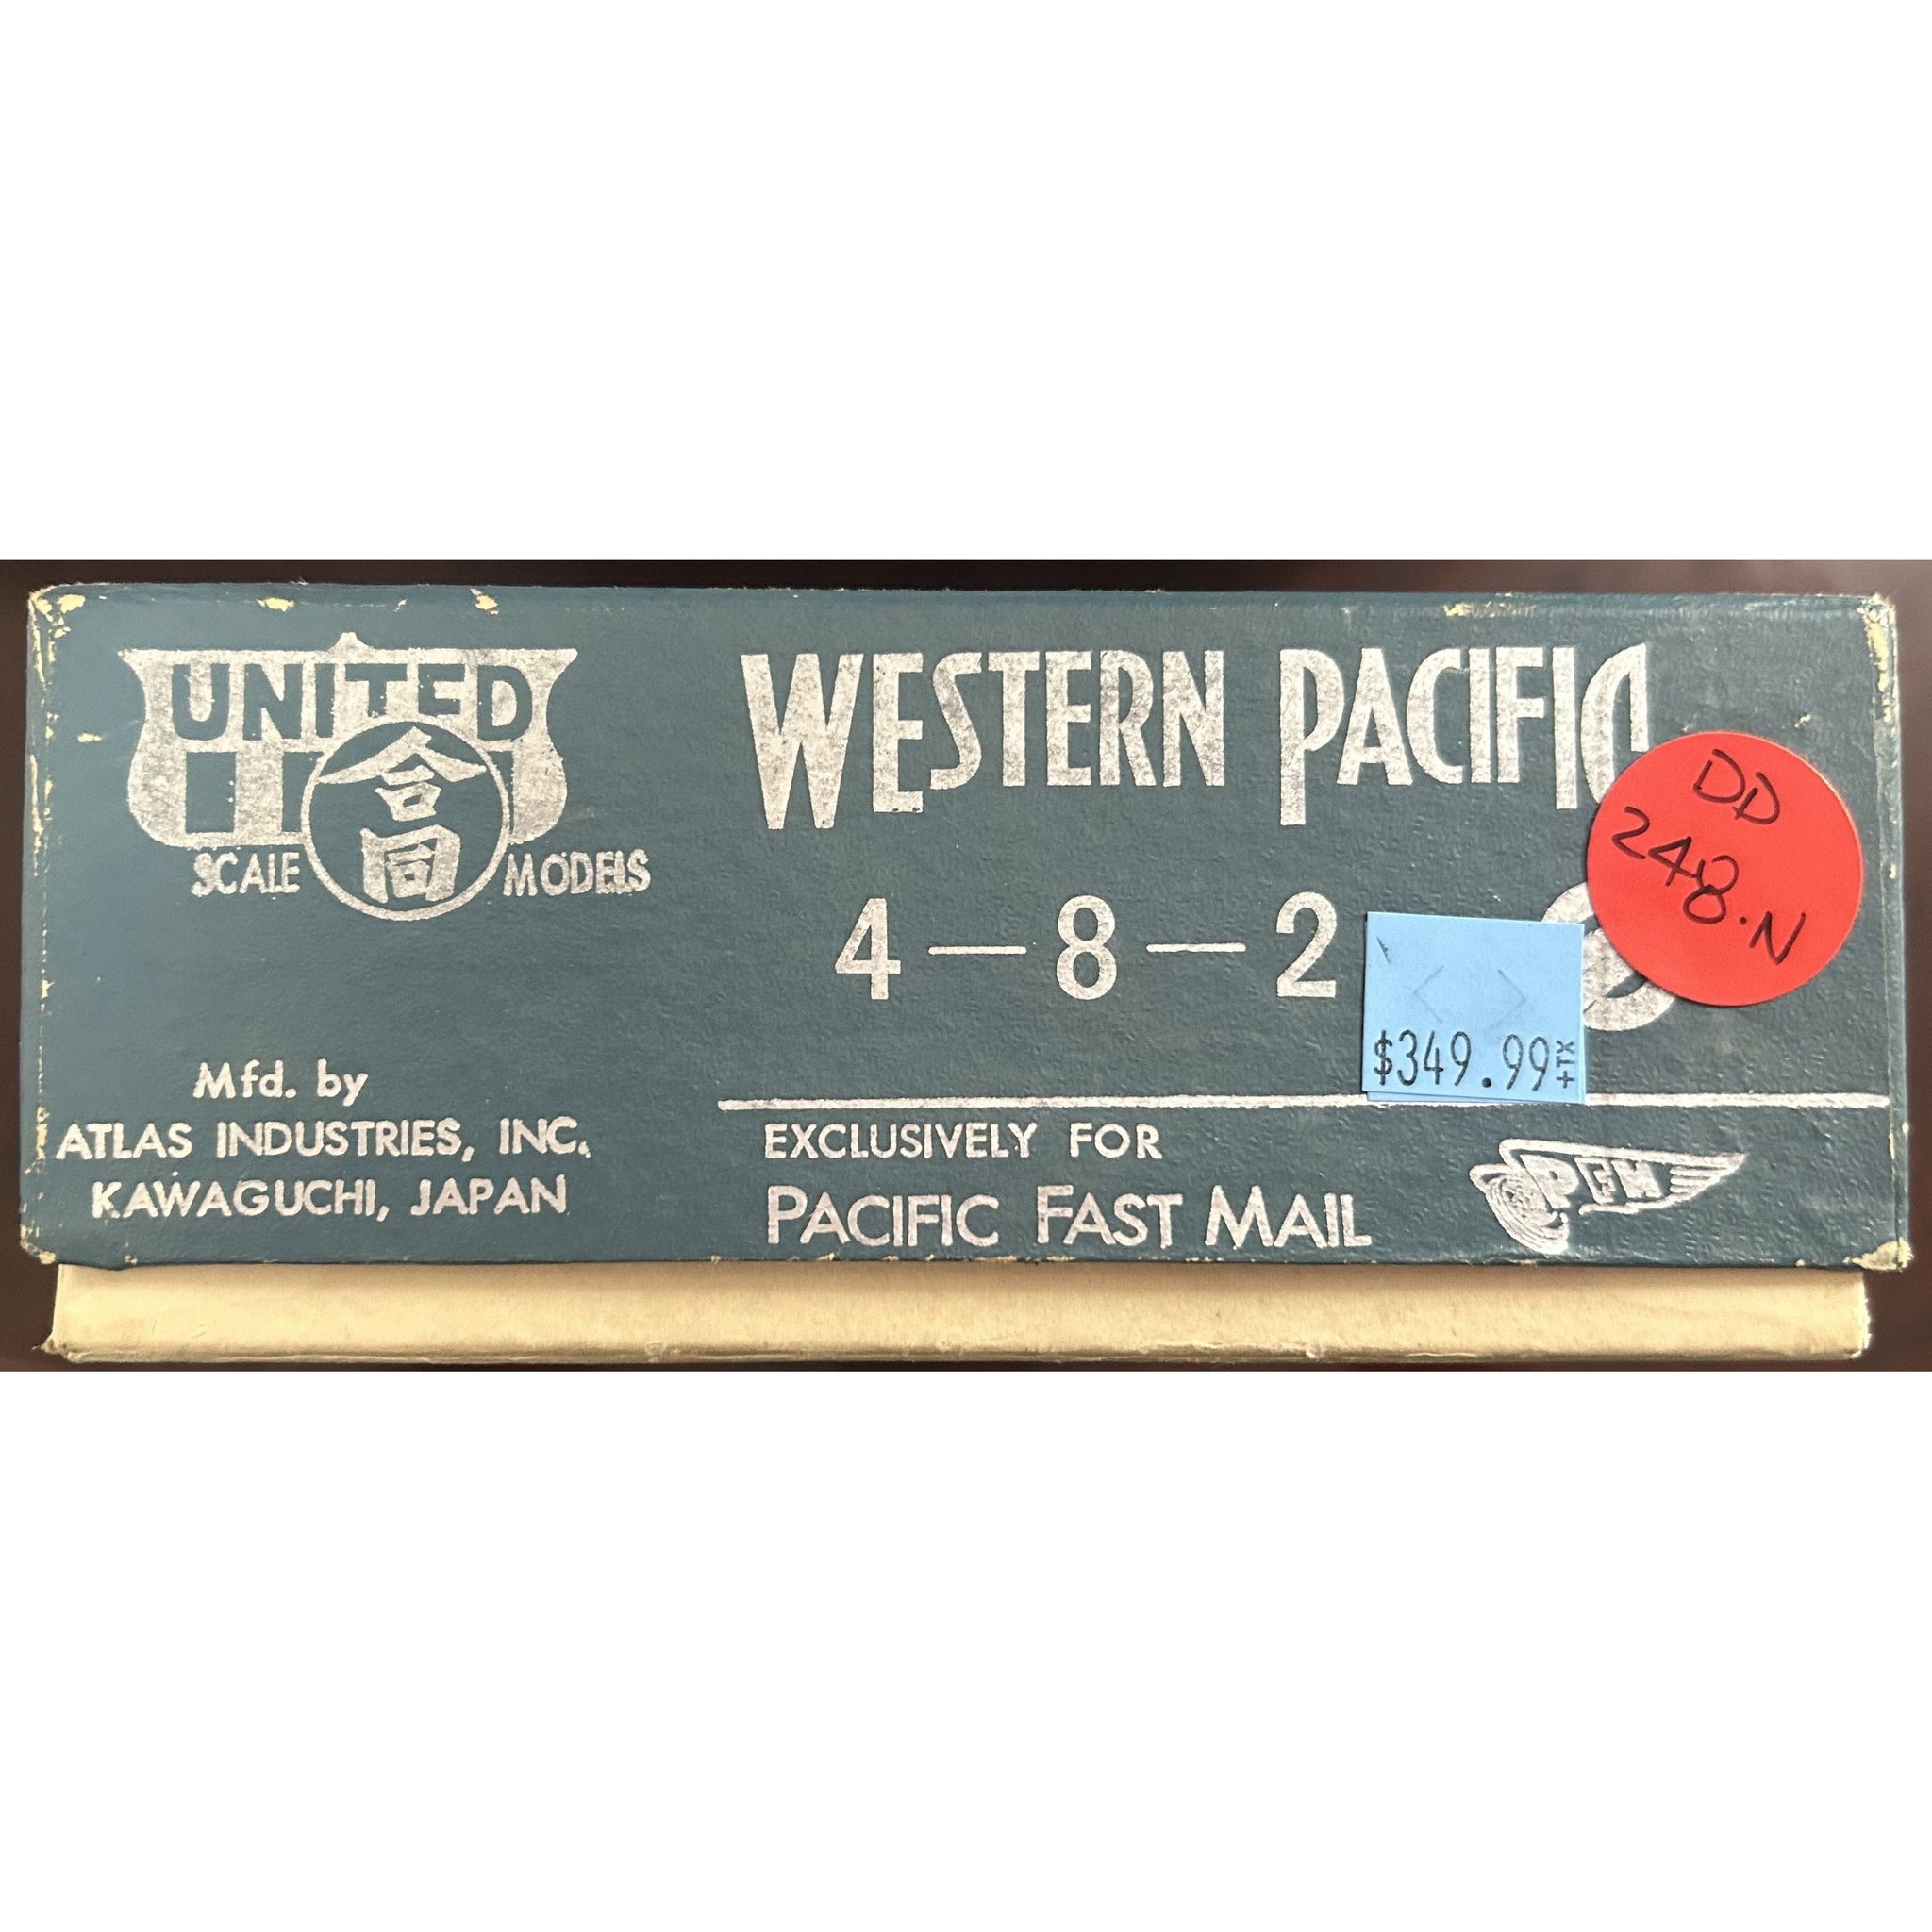 UNITED
合同
SCALE MODELS
WESTERN PACIFIC
4-8-2
DD
248.N
$349.99 +TX
Mfd. by
ATLAS INDUSTRIES, INC.
KAWAGUCHI, JAPAN
EXCLUSIVELY FOR
PACIFIC FAST MAIL
PFM